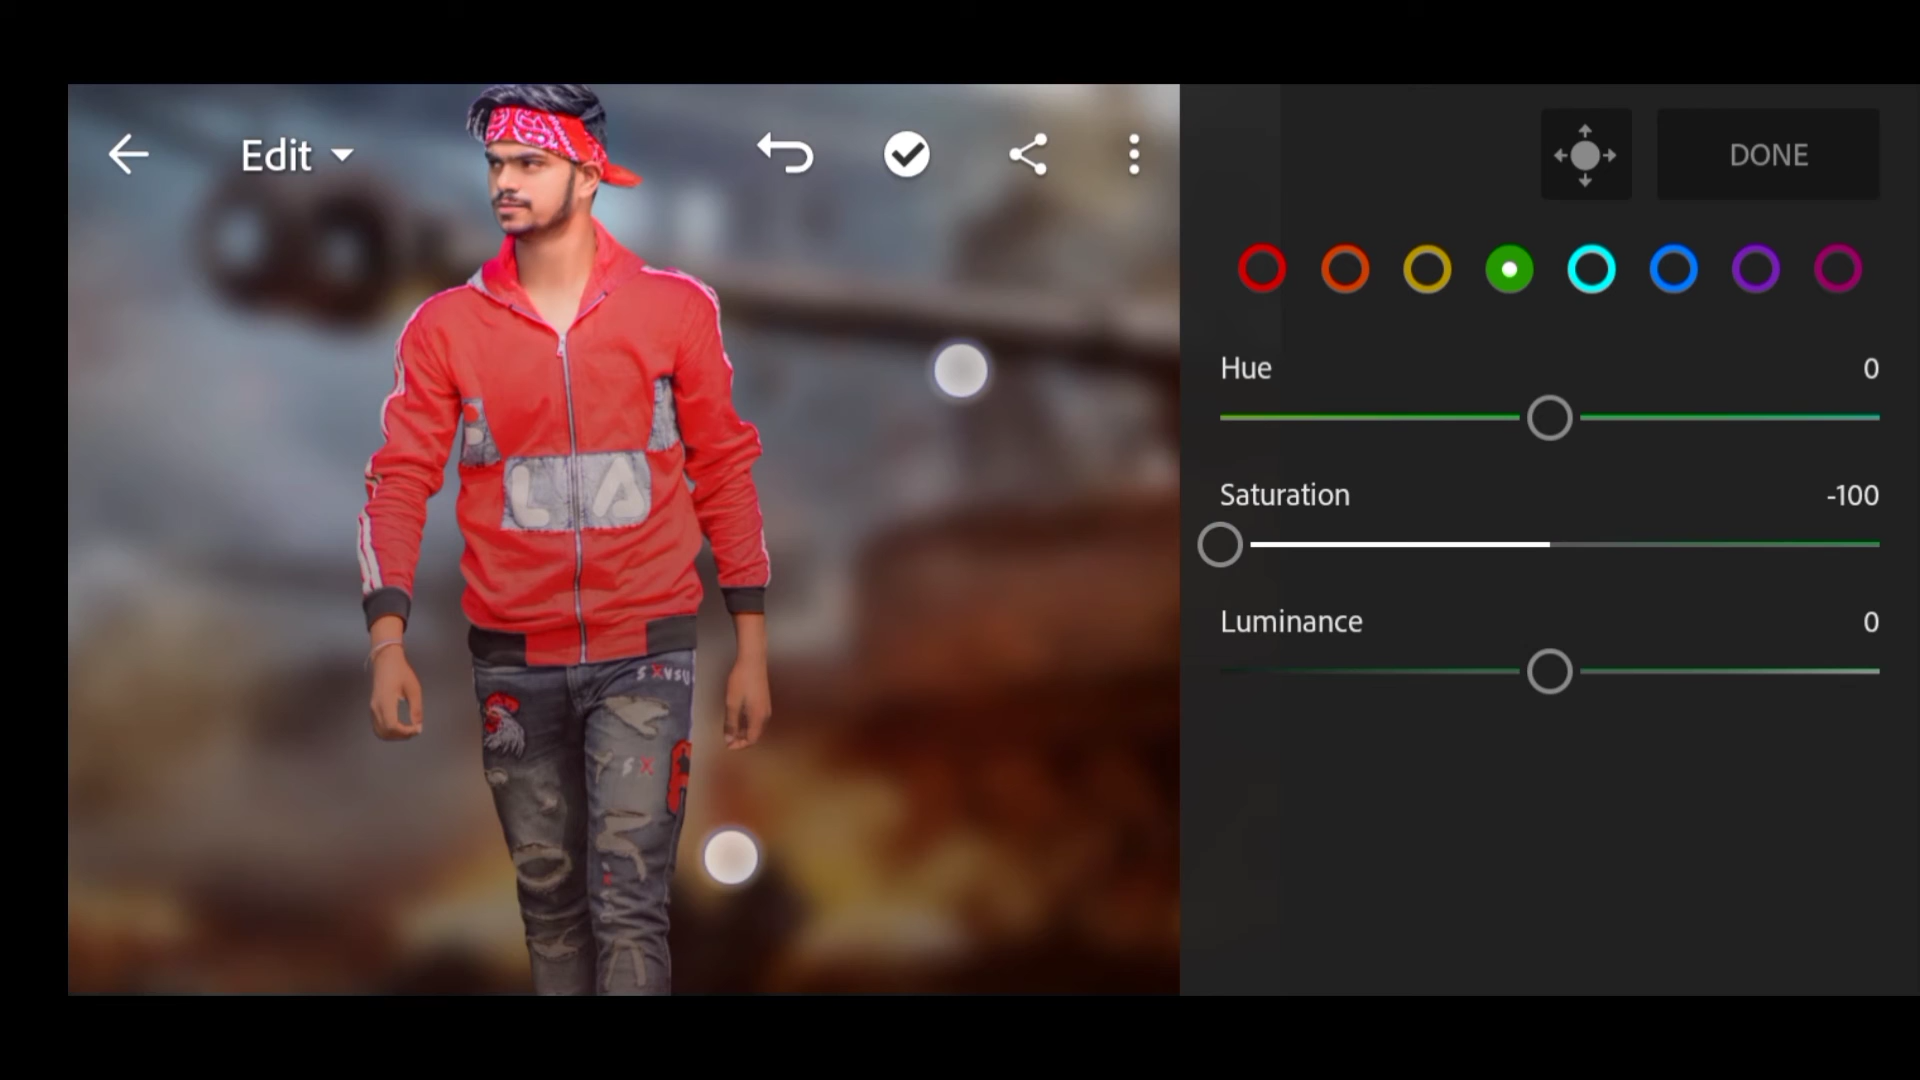 Edit
DONE
Hue 0
Saturation -100
Luminance 0
L A
S X